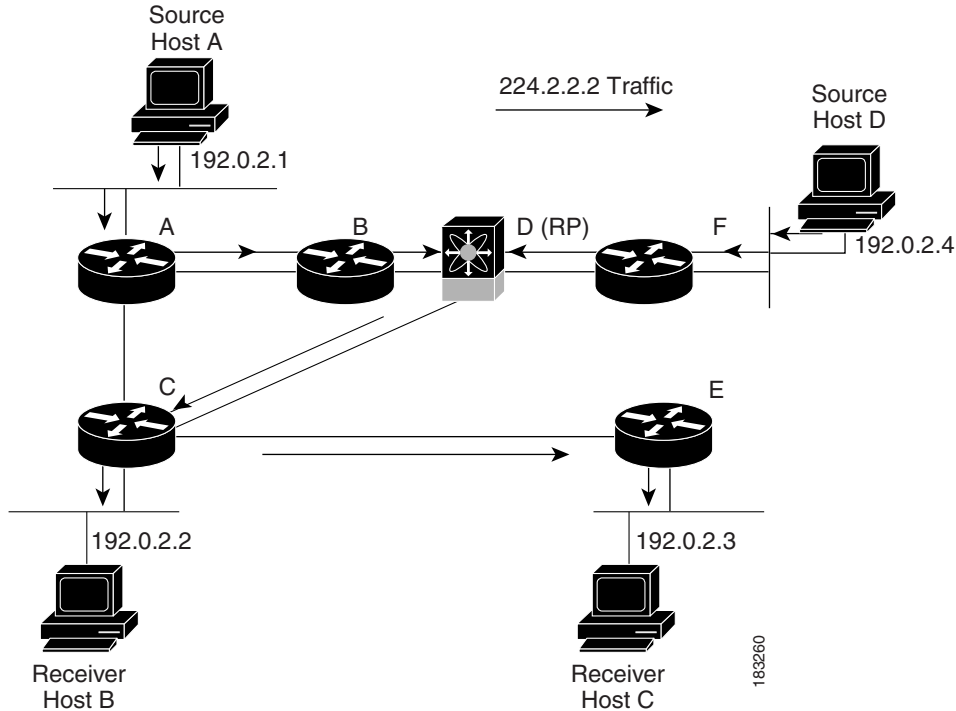 Source
Host A
224.2.2.2 Traffic
Source
Host D
192.0.2.1
A
B
D (RP)
F
192.0.2.4
C
E
192.0.2.2
192.0.2.3
Receiver
Host B
Receiver
Host C
183260